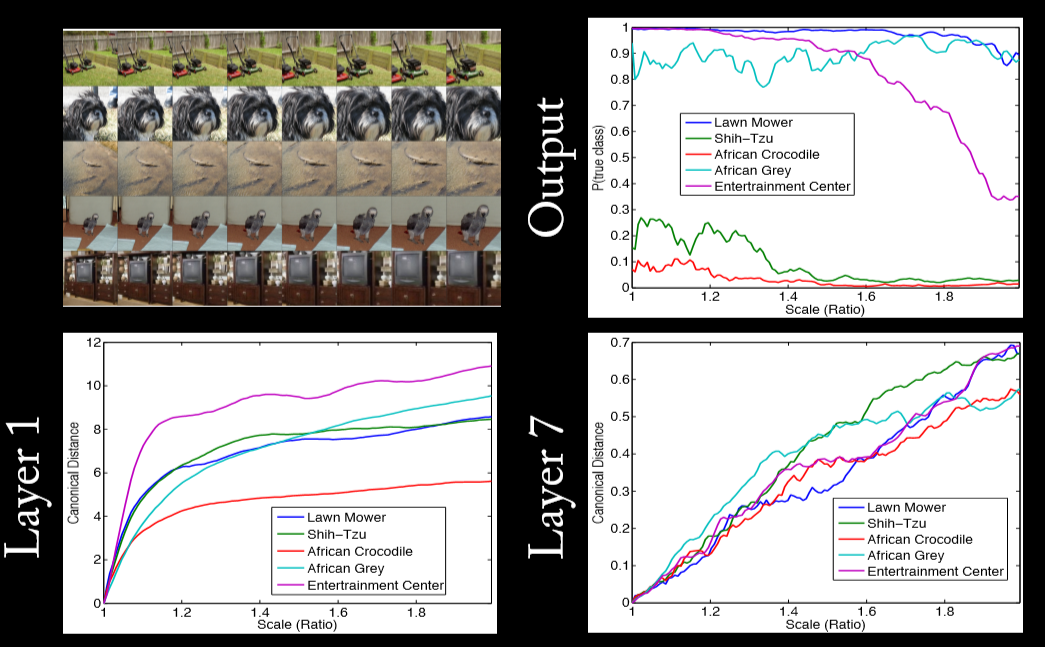 Output
P(true class)
1
0.9
0.8
0.7
0.6
0.5
0.4
0.3
0.2
0.1
0
Lawn Mower
Shih–Tzu
African Crocodile
African Grey
Entertrainment Center
1 1.2 1.4 1.6 1.8
Scale (Ratio)
Layer 1
Canonical Distance
12
10
8
6
4
2
0
Lawn Mower
Shih–Tzu
African Crocodile
African Grey
Entertrainment Center
1 1.2 1.4 1.6 1.8
Scale (Ratio)
Layer 7
Canonical Distance
0.7
0.6
0.5
0.4
0.3
0.2
0.1
0
Lawn Mower
Shih–Tzu
African Crocodile
African Grey
Entertrainment Center
1 1.2 1.4 1.6 1.8
Scale (Ratio)